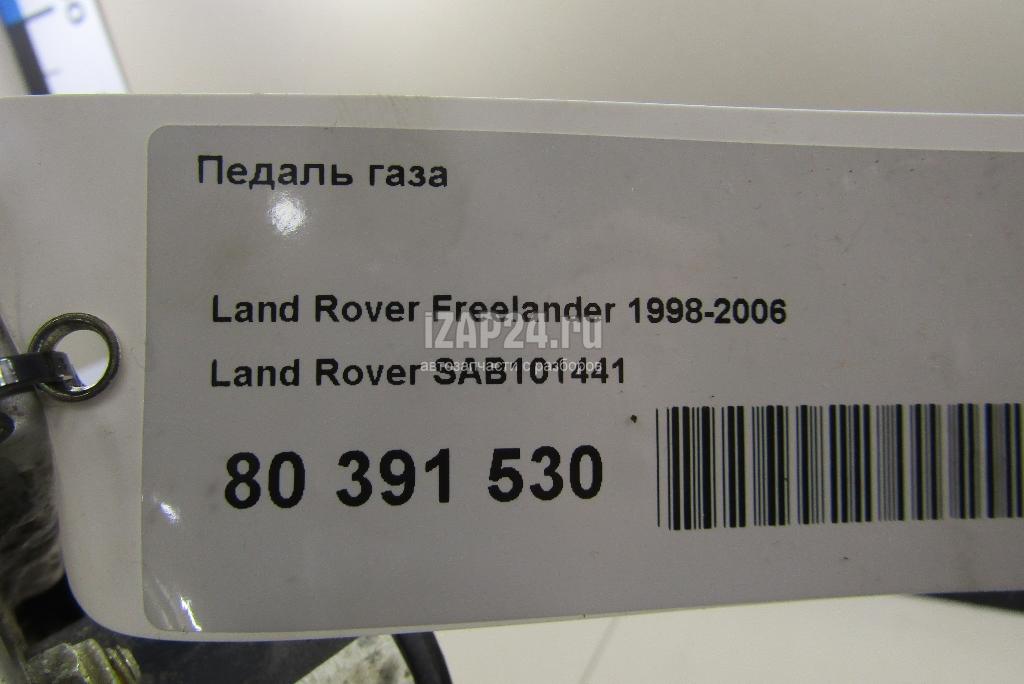 Педаль газа
Land Rover Freelander 1998-2006
iZAP24.ru
Land Rover SAB101441
автозапчасти с разборов
80 391 530